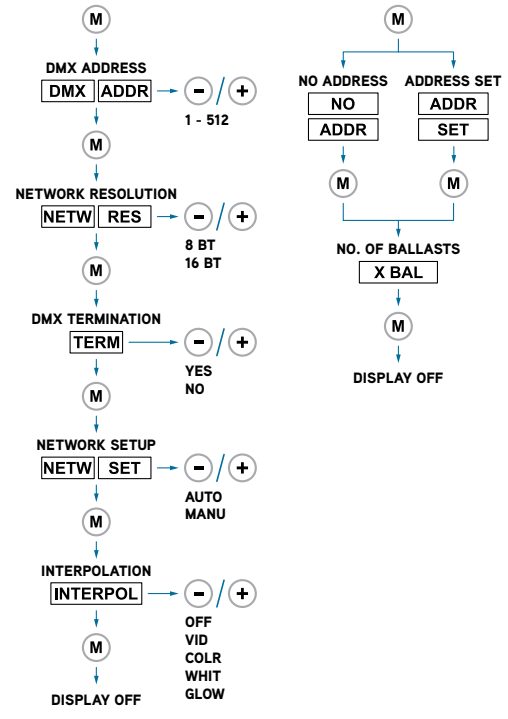 M
DMX ADDRESS
DMX ADDR - / +
1 - 512
M
NETWORK RESOLUTION
NETW RES - / +
8 BT
16 BT
M
DMX TERMINATION
TERM - / +
YES
NO
M
NETWORK SETUP
NETW SET - / +
AUTO
MANU
M
INTERPOLATION
INTERPOL - / +
OFF
VID
COLR
WHIT
GLOW
M
DISPLAY OFF
M
NO ADDRESS
NO
ADDR
M
ADDRESS SET
ADDR
SET
M
NO. OF BALLASTS
X BAL
M
DISPLAY OFF